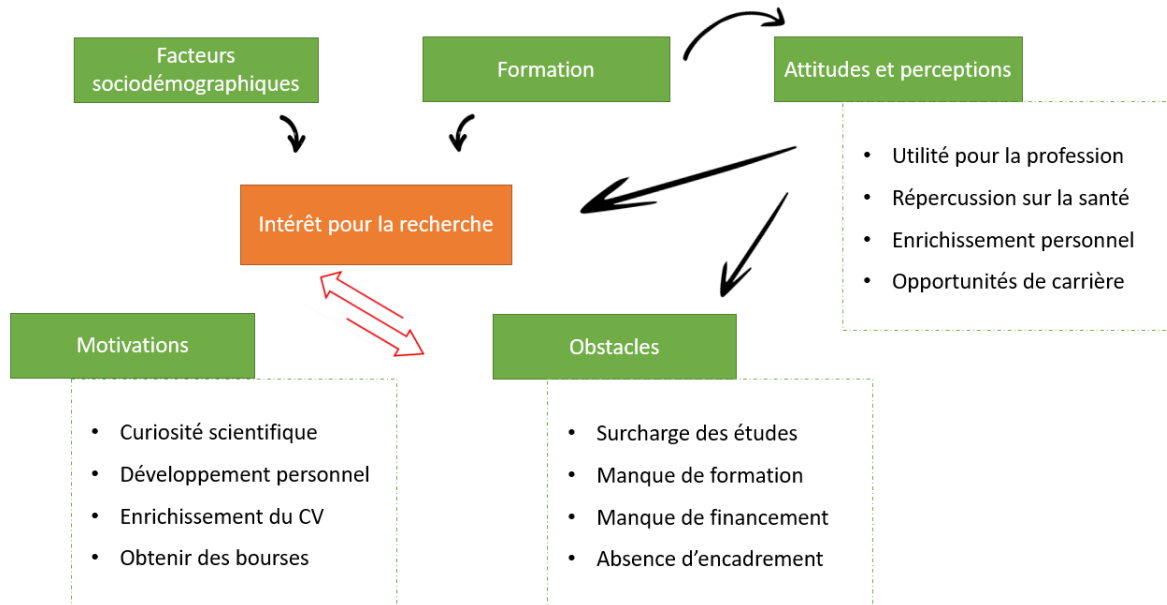 Facteurs
sociodémographiques
Formation
Attitudes et perceptions
• Utilité pour la profession
• Répercussion sur la santé
• Enrichissement personnel
• Opportunités de carrière
Intérêt pour la recherche
Motivations
• Curiosité scientifique
• Développement personnel
• Enrichissement du CV
• Obtenir des bourses
Obstacles
• Surcharge des études
• Manque de formation
• Manque de financement
• Absence d'encadrement